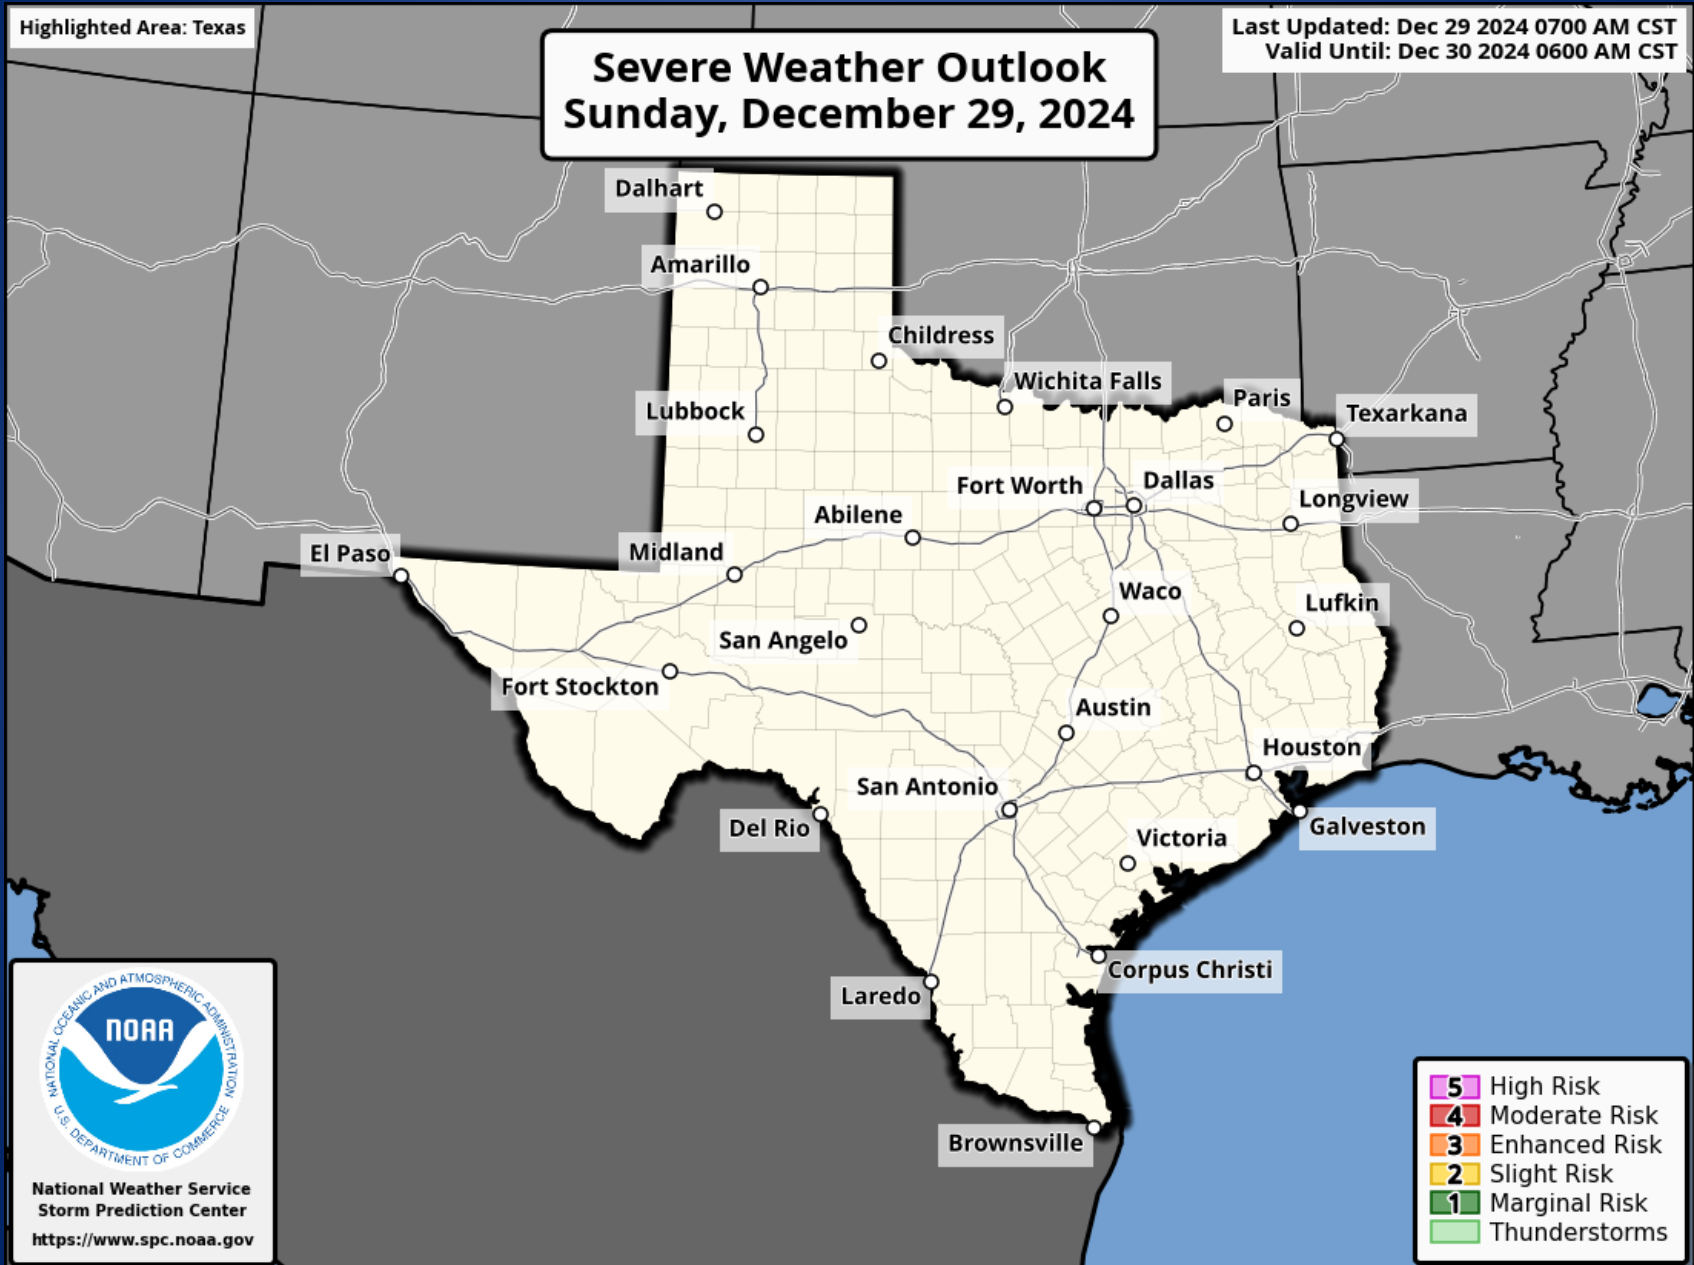 Highlighted Area: Texas
Last Updated: Dec 29 2024 0700 AM CST
Valid Until: Dec 30 2024 0600 AM CST
Severe Weather Outlook
Sunday, December 29, 2024
Dalhart
Amarillo
Childress
Wichita Falls
Paris
Texarkana
Lubbock
Fort Worth
Dallas
Longview
Abilene
El Paso
Midland
Waco
Lufkin
San Angelo
Fort Stockton
Austin
Houston
San Antonio
Del Rio
Galveston
Victoria
Corpus Christi
Laredo
Brownsville
NATIONAL OCEANIC AND ATMOSPHERIC ADMINISTRATION
NOAA
U.S. DEPARTMENT OF COMMERCE
National Weather Service
Storm Prediction Center
https://www.spc.noaa.gov
5 High Risk
4 Moderate Risk
3 Enhanced Risk
2 Slight Risk
1 Marginal Risk
Thunderstorms